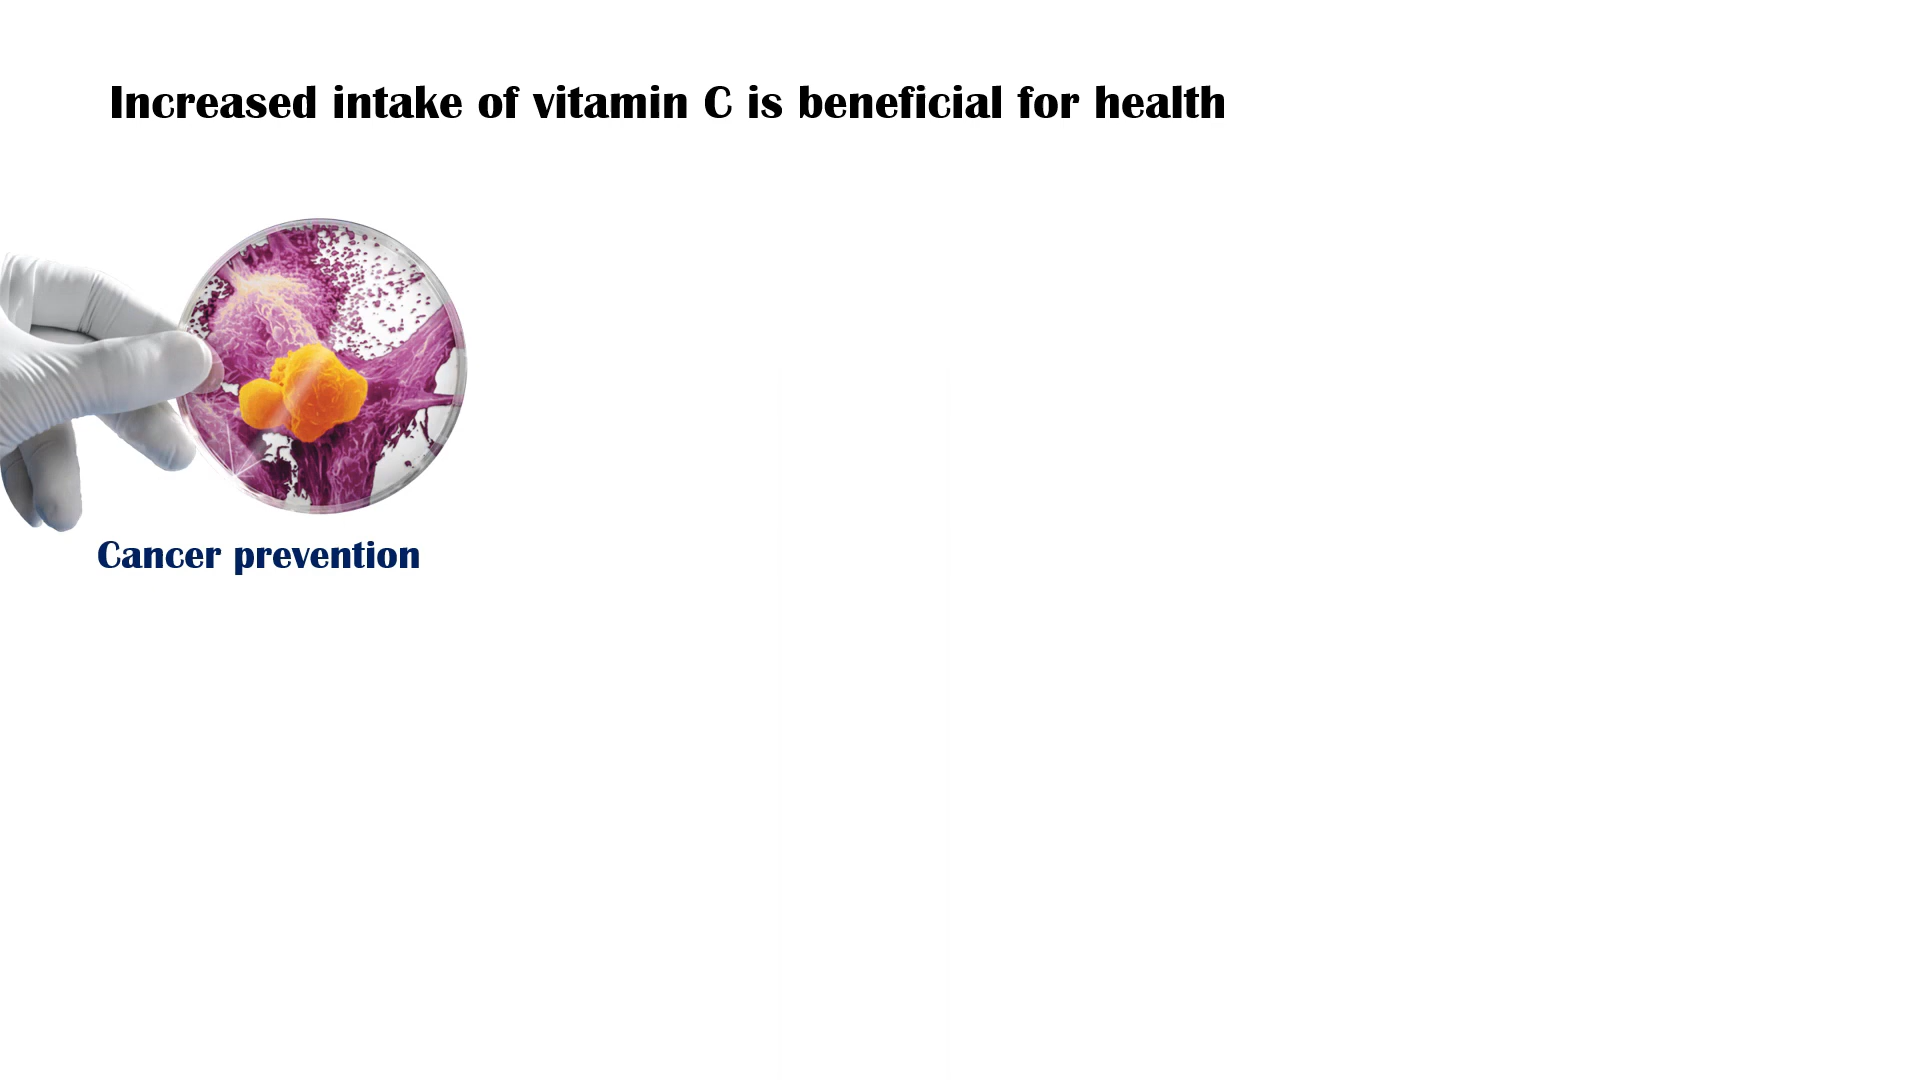 Increased intake of vitamin C is beneficial for health
Cancer prevention